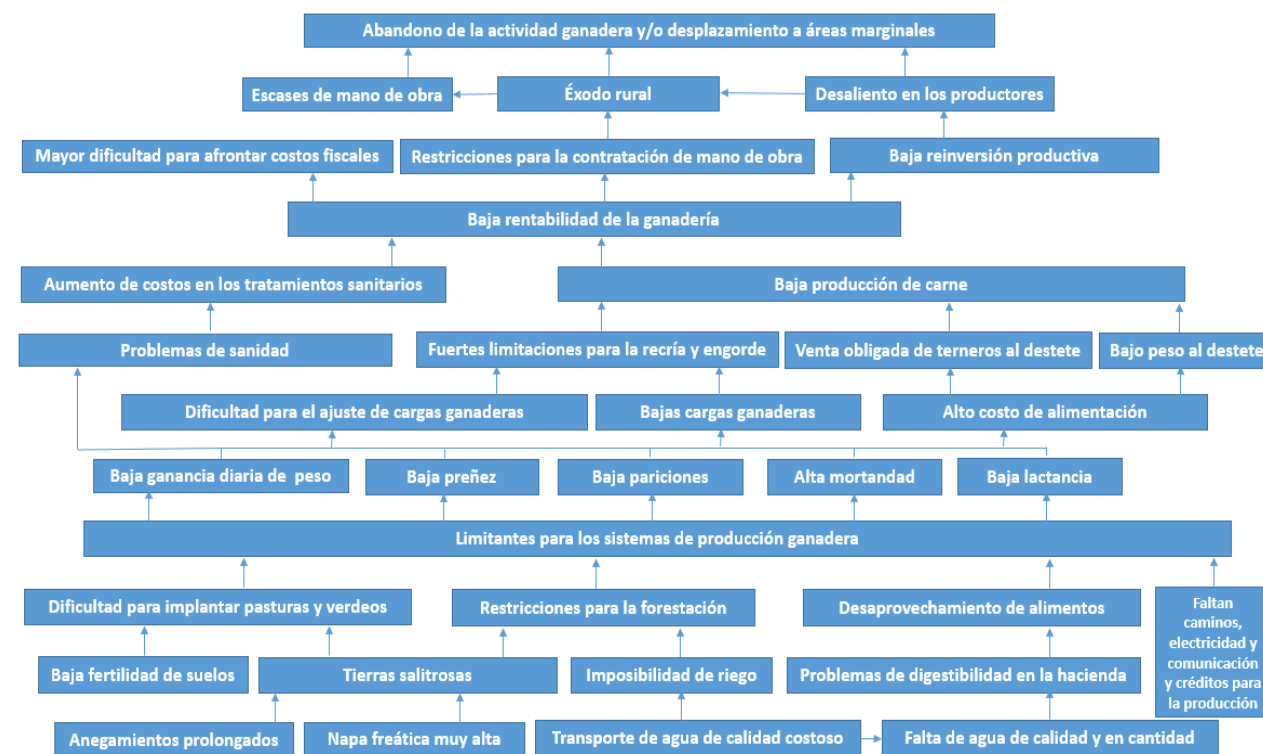 Abandono de la actividad ganadera y/o desplazamiento a áreas marginales
Escases de mano de obra
Éxodo rural
Desaliento en los productores
Mayor dificultad para afrontar costos fiscales
Restricciones para la contratación de mano de obra
Baja reinversión productiva
Baja rentabilidad de la ganadería
Aumento de costos en los tratamientos sanitarios
Baja producción de carne
Problemas de sanidad
Fuertes limitaciones para la recría y engorde
Venta obligada de terneros al destete
Bajo peso al destete
Dificultad para el ajuste de cargas ganaderas
Bajas cargas ganaderas
Alto costo de alimentación
Baja ganancia diaria de peso
Baja preñez
Baja pariciones
Alta mortandad
Baja lactancia
Limitantes para los sistemas de producción ganadera
Dificultad para implantar pasturas y verdeos
Restricciones para la forestación
Desaprovechamiento de alimentos
Faltan
caminos,
electricidad y
comunicación
y créditos para
la producción
Baja fertilidad de suelos
Tierras salitrosas
Imposibilidad de riego
Problemas de digestibilidad en la hacienda
Anegamientos prolongados
Napa freática muy alta
Transporte de agua de calidad costoso
Falta de agua de calidad y en cantidad